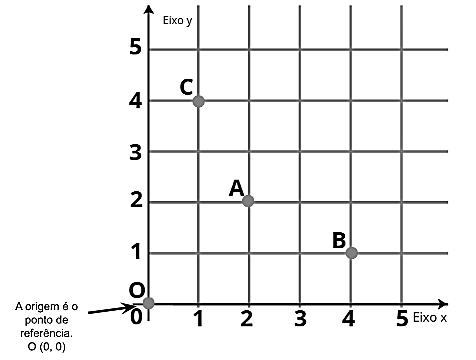 Eixo y
5
C
4
3
A
2
B
1
O
0
1 2 3 4 5 Eixo x
A origem é o
ponto de
referência.
O (0, 0)